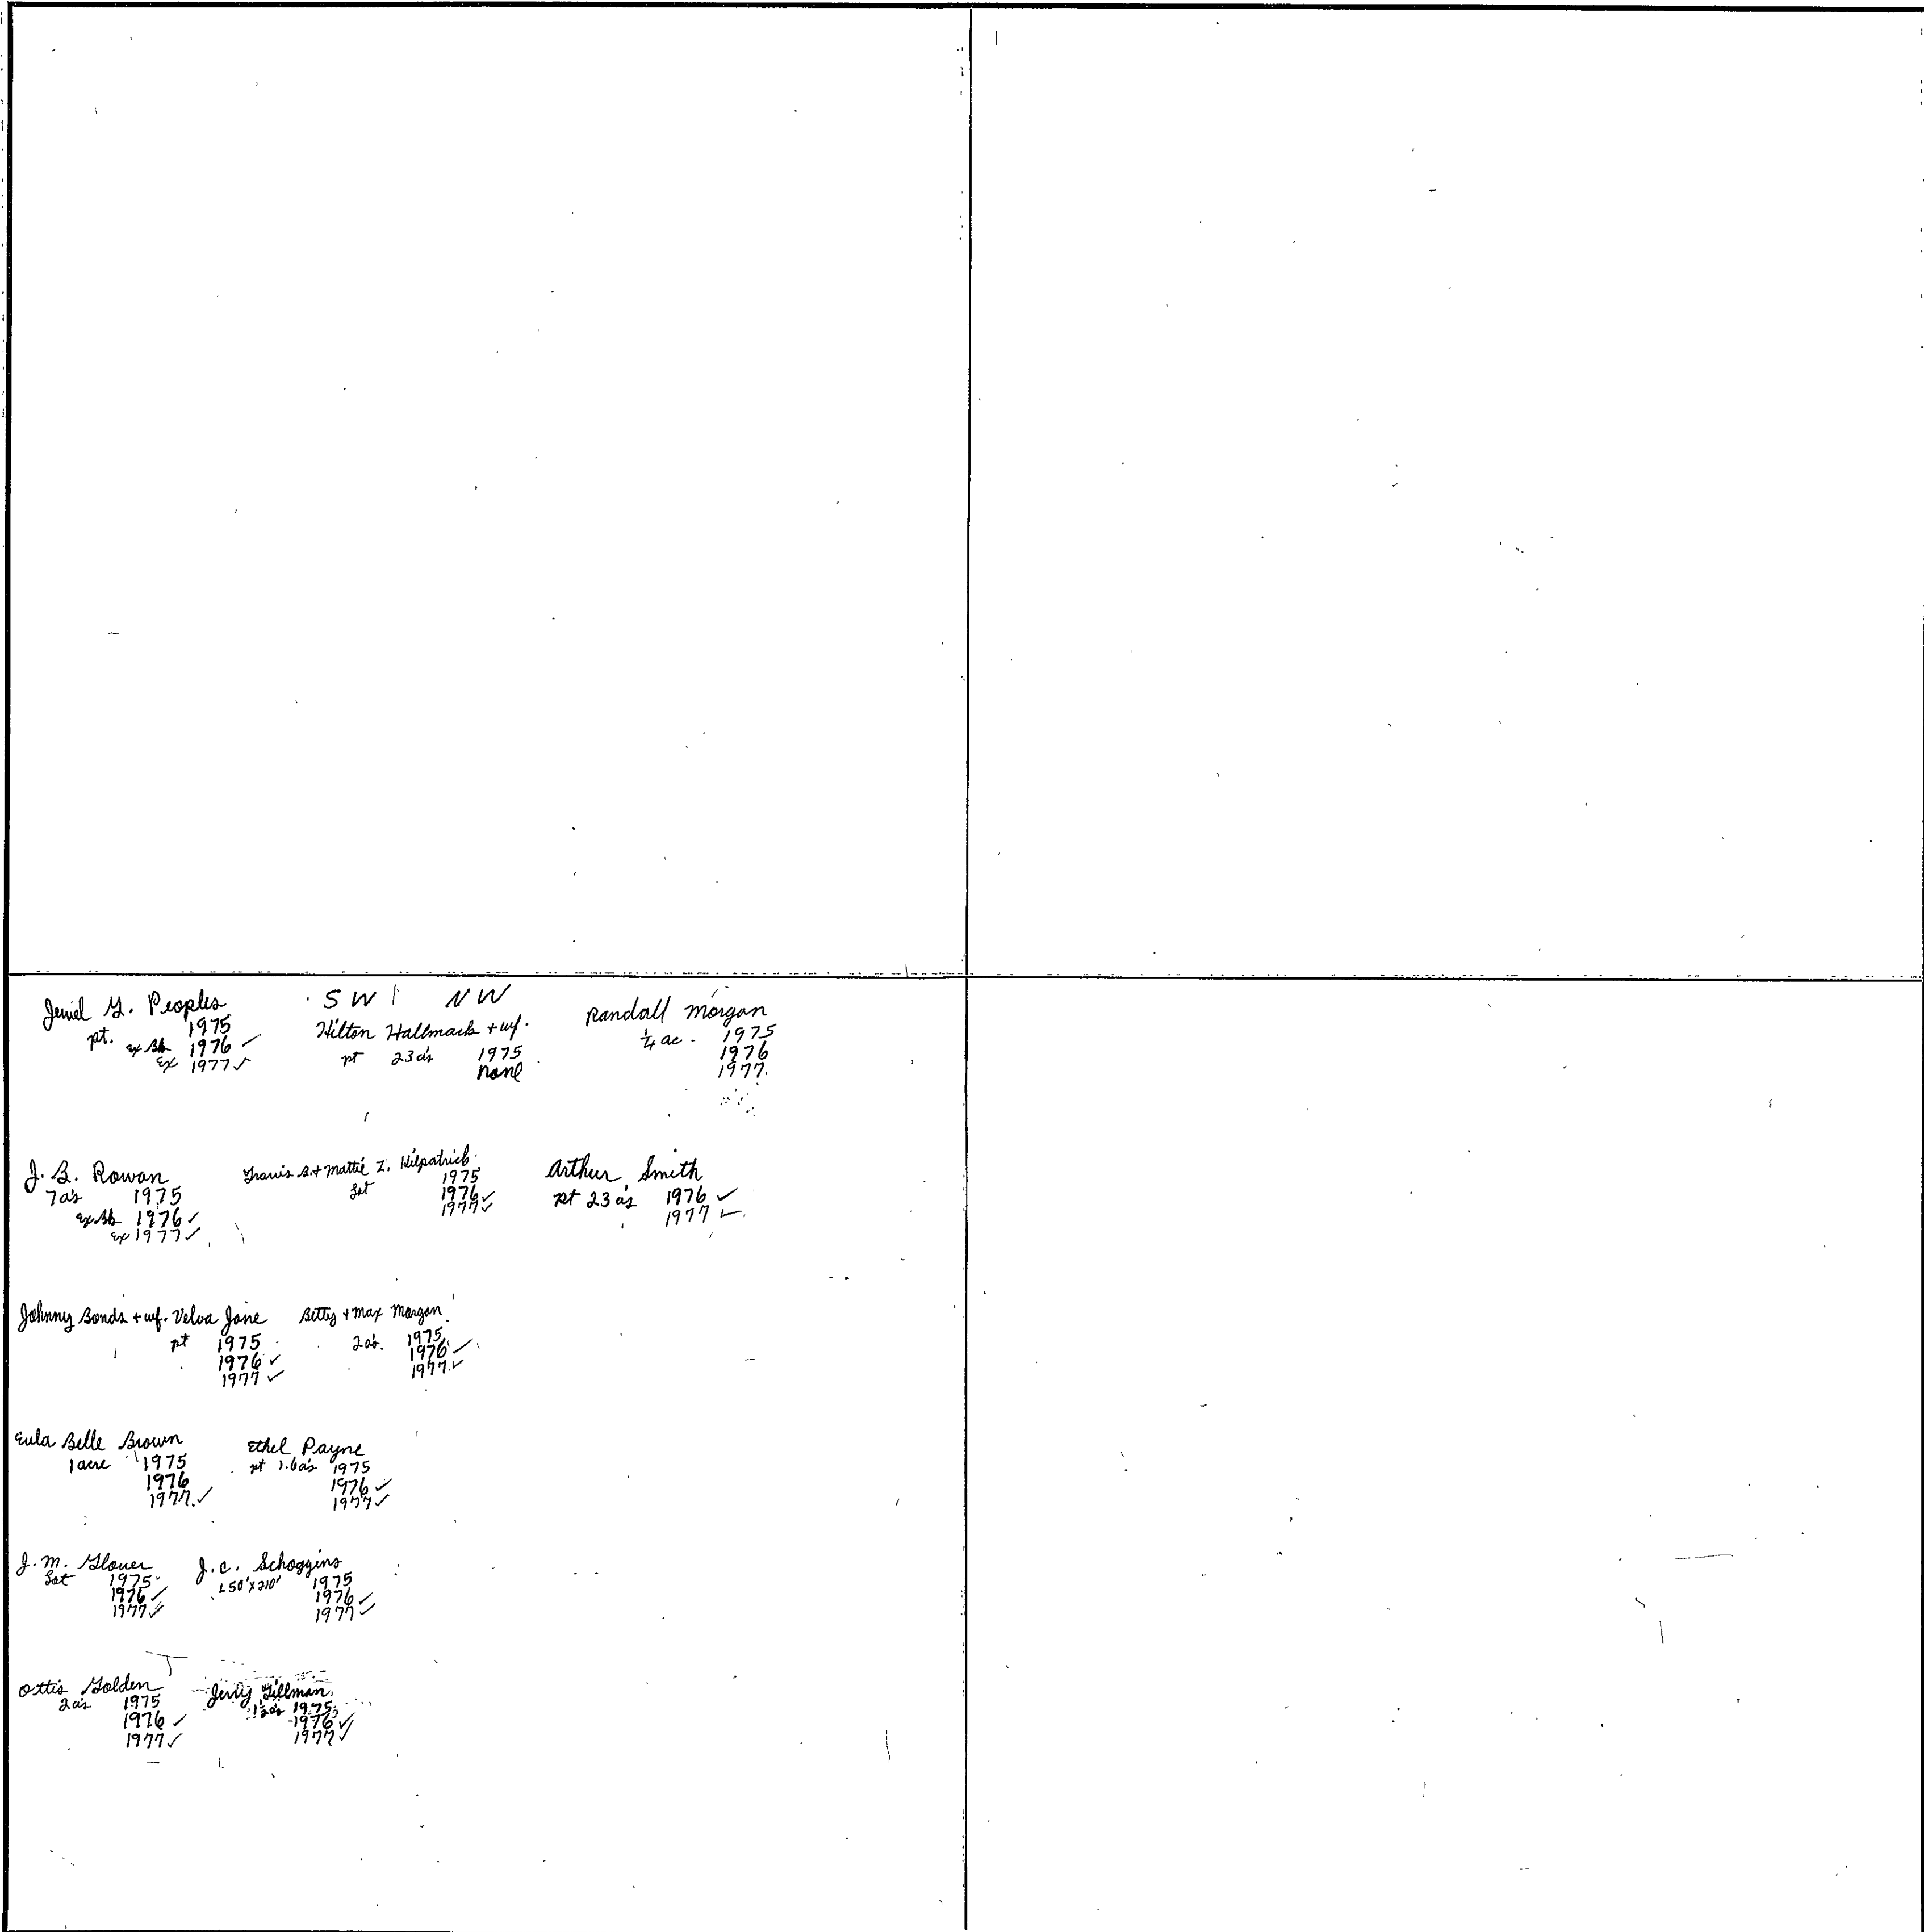 SW NW
Jewel G. Peoples
pt. 1975
ex 1976 ✓
ex 1977 ✓
Hilton Hallmark + wf.
pt 23 a's 1975
none
Randall Morgan
1/4 ac. 1975
1976
1977
J. B. Rowan
7 a's 1975
ex 1976 ✓
ex 1977 ✓
Travis B. + Mattie Z. Kilpatrick
Lot 1975
1976 ✓
1977 ✓
Arthur Smith
pt 23 a's 1976 ✓
1977 ✓
Johnny Bonds + wf. Velva Jane
pt 1975
1976 ✓
1977 ✓
Betty + Max Morgan
2 a's. 1975
1976 ✓
1977 ✓
Eula Belle Brown
1 acre 1975
1976
1977 ✓
Ethel Payne
pt 1.6 a's 1975
1976 ✓
1977 ✓
J. M. Glover
Lot 1975
1976 ✓
1977 ✓
J. C. Schoggins
150' x 210' 1975
1976 ✓
1977 ✓
Ottis Golden
2 a's 1975
1976 ✓
1977 ✓
Jerry Tillman
1975
1976 ✓
1977 ✓